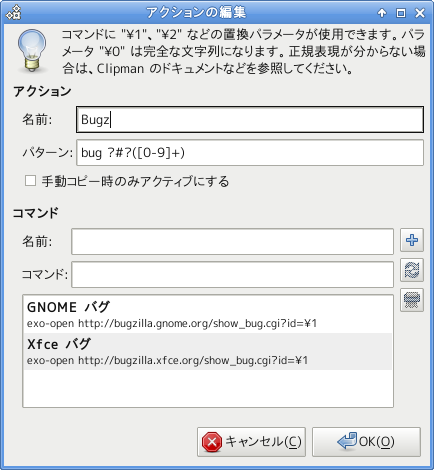 アクションの編集
コマンドに "¥1"、"¥2" などの置換パラメータが使用できます。パラ
メータ "¥0" は完全な文字列になります。正規表現が分からない場
合は、Clipman のドキュメントなどを参照してください。
アクション
名前: Bugz
パターン: bug ?#?([0-9]+)
手動コピー時のみアクティブにする
コマンド
名前:
コマンド:
GNOME バグ
exo-open http://bugzilla.gnome.org/show_bug.cgi?id=¥1
Xfce バグ
exo-open http://bugzilla.xfce.org/show_bug.cgi?id=¥1
キャンセル(C) OK(O)